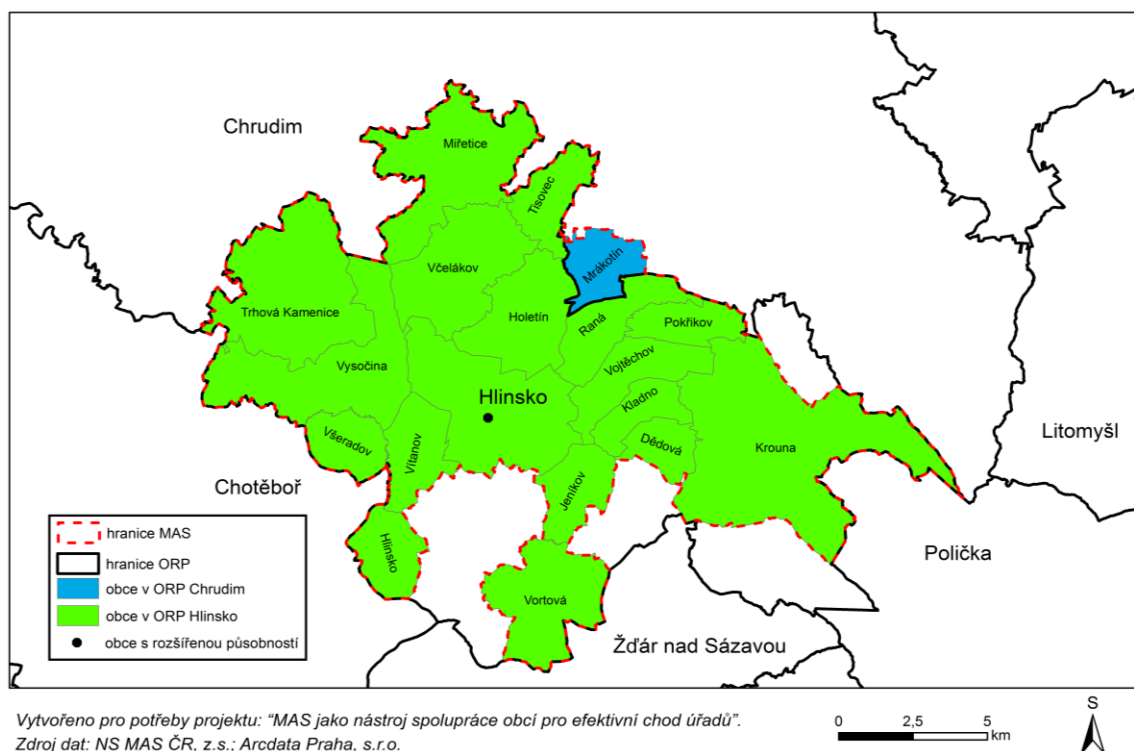 Chrudim
Miřetice
Tisovec
Mrákotín
Včelákov
Trhová Kamenice
Holetín
Raná
Pokřikov
Vojtěchov
Vysočina
Hlinsko
Kladno
Všeradov
Vítanov
Dědová
Krouna
Litomyšl
Jeníkov
Chotěboř
Hlinsko
Vortová
Polička
Žďár nad Sázavou
hranice MAS
hranice ORP
obce v ORP Chrudim
obce v ORP Hlinsko
obce s rozšířenou působností
Vytvořeno pro potřeby projektu: "MAS jako nástroj spolupráce obcí pro efektivní chod úřadů".
Zdroj dat: NS MAS ČR, z.s.; Arcdata Praha, s.r.o.
0 2,5 5
km
S